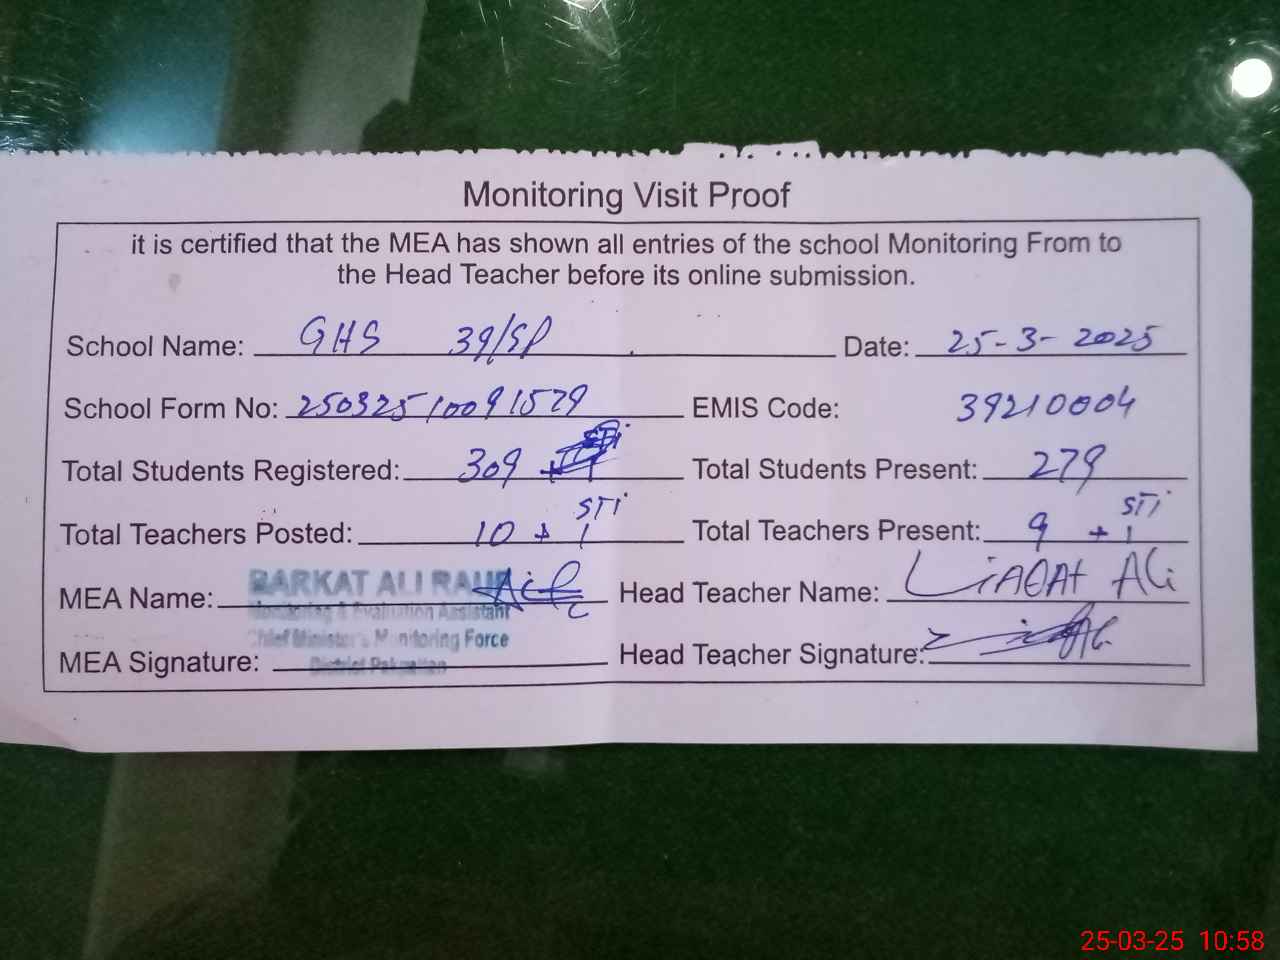 Monitoring Visit Proof
it is certified that the MEA has shown all entries of the school Monitoring From to
the Head Teacher before its online submission.
School Name: GHS 39/SP Date: 25-3-2025
School Form No: 25032510091529 EMIS Code: 39210004
Total Students Registered: 309 Total Students Present: 279
Total Teachers Posted: 10 + 1 STi Total Teachers Present: 9 + 1 STi
MEA Name: BARKAT ALI RAUF Head Teacher Name: LiAQAt ALi
Monitoring & Evaluation Assistant
Chief Minister's Monitoring Force
MEA Signature: District Pakpattan Head Teacher Signature:
25-03-25 10:58